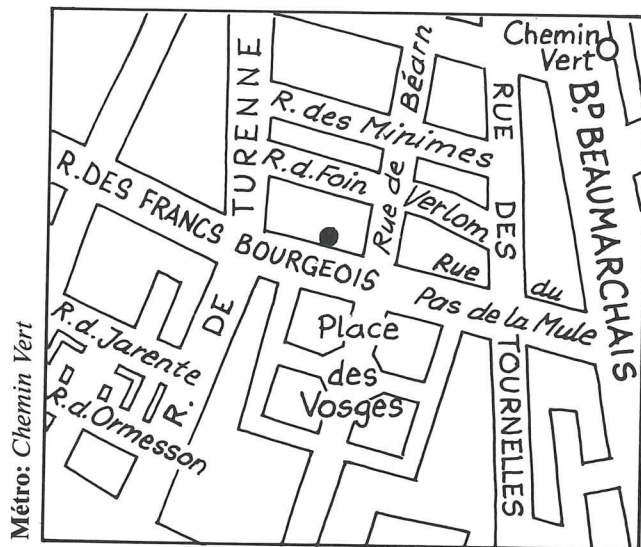 Métro: Chemin Vert
Chemin
Vert
TURENNE
Béarn
R. des Minimes
RUE
BD BEAUMARCHAIS
R. DES FRANCS
R.d.Foin
Rue de
Verlom
DES
BOURGEOIS
Rue
du
Pas de la Mule
DE
R.
R.d.Jarente
Place
des
Vosges
TOURNELLES
R.d.Ormesson